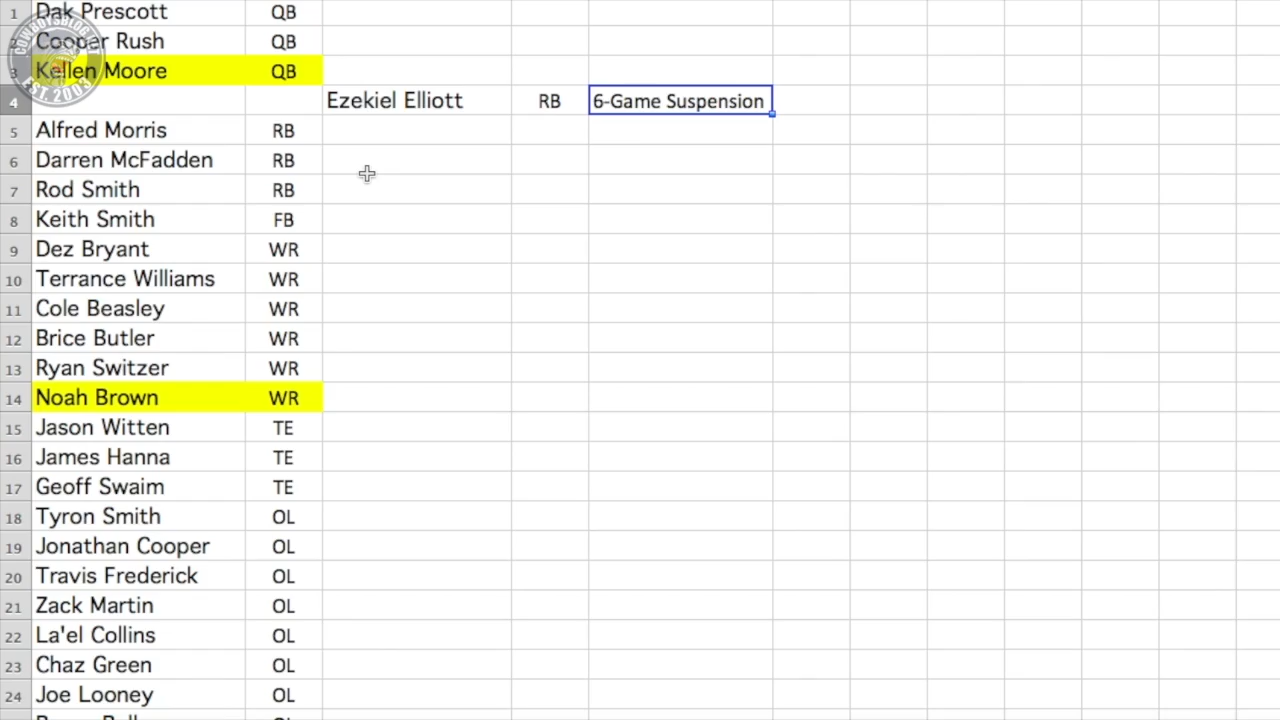 COWBOYSBLOG.NET
EST. 2003
1 Dak Prescott QB
2 Cooper Rush QB
3 Kellen Moore QB
4 Ezekiel Elliott RB 6-Game Suspension
5 Alfred Morris RB
6 Darren McFadden RB
7 Rod Smith RB
8 Keith Smith FB
9 Dez Bryant WR
10 Terrance Williams WR
11 Cole Beasley WR
12 Brice Butler WR
13 Ryan Switzer WR
14 Noah Brown WR
15 Jason Witten TE
16 James Hanna TE
17 Geoff Swaim TE
18 Tyron Smith OL
19 Jonathan Cooper OL
20 Travis Frederick OL
21 Zack Martin OL
22 La'el Collins OL
23 Chaz Green OL
24 Joe Looney OL